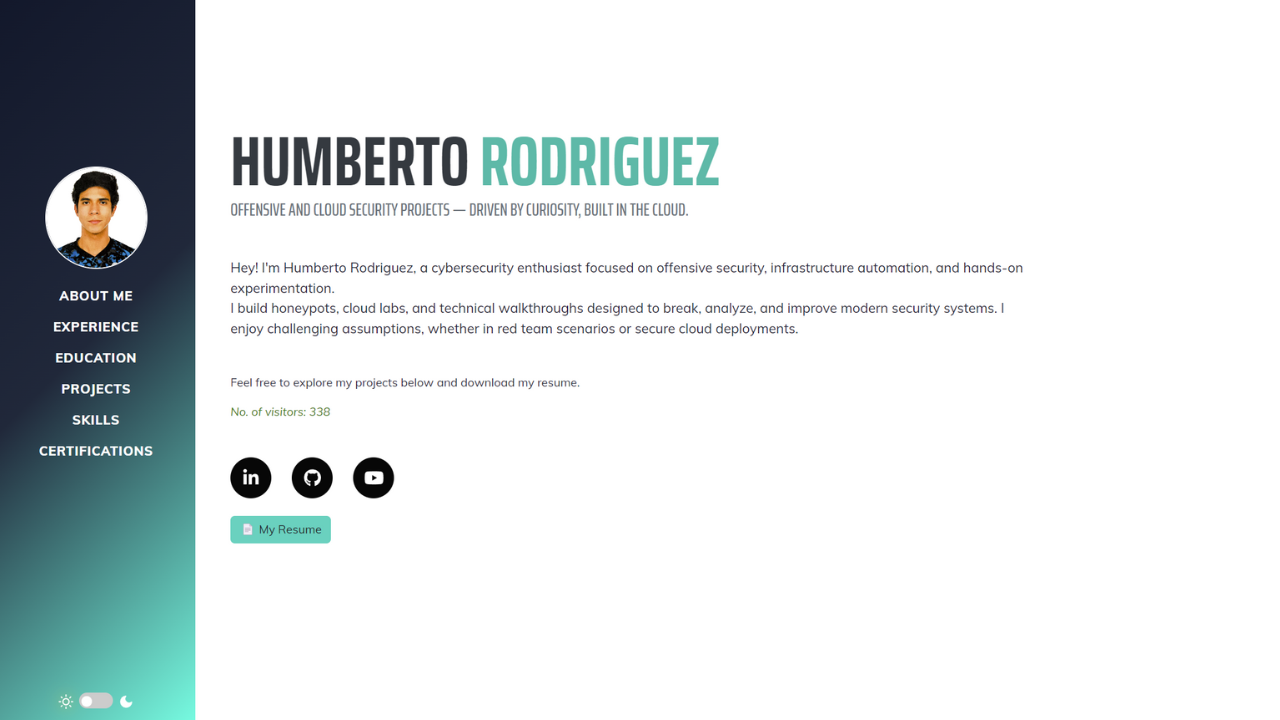 ABOUT ME
EXPERIENCE
EDUCATION
PROJECTS
SKILLS
CERTIFICATIONS
HUMBERTO RODRIGUEZ
OFFENSIVE AND CLOUD SECURITY PROJECTS — DRIVEN BY CURIOSITY, BUILT IN THE CLOUD.
Hey! I'm Humberto Rodriguez, a cybersecurity enthusiast focused on offensive security, infrastructure automation, and hands-on
experimentation.
I build honeypots, cloud labs, and technical walkthroughs designed to break, analyze, and improve modern security systems. I
enjoy challenging assumptions, whether in red team scenarios or secure cloud deployments.
Feel free to explore my projects below and download my resume.
No. of visitors: 338
in
My Resume